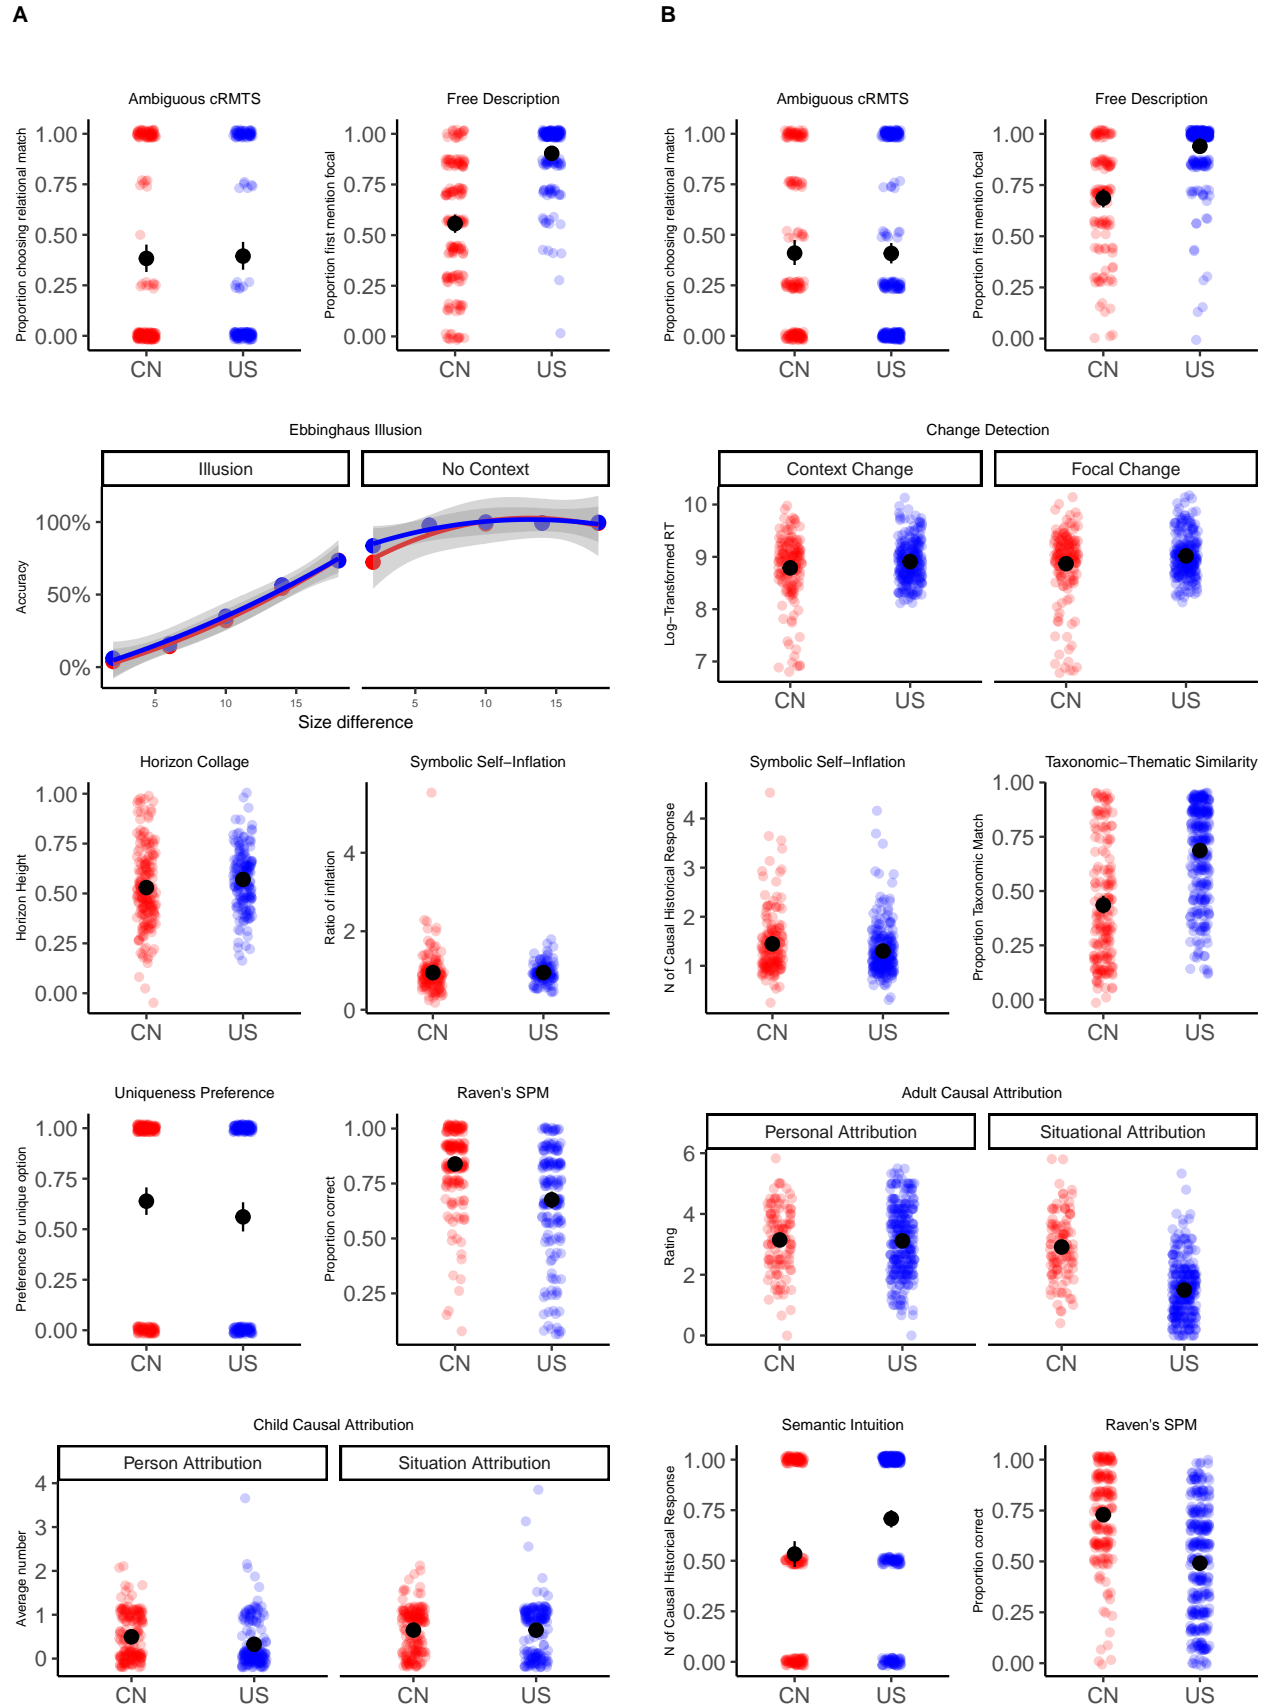 A
B
Ambiguous cRMTS
Proportion choosing relational match
1.00
0.75
0.50
0.25
0.00
CN
US
Free Description
Proportion first mention focal
1.00
0.75
0.50
0.25
0.00
CN
US
Ambiguous cRMTS
Proportion choosing relational match
1.00
0.75
0.50
0.25
0.00
CN
US
Free Description
Proportion first mention focal
1.00
0.75
0.50
0.25
0.00
CN
US
Ebbinghaus Illusion
Illusion
No Context
Accuracy
100%
50%
0%
5
10
15
5
10
15
Size difference
Change Detection
Context Change
Focal Change
Log−Transformed RT
10
9
8
7
CN
US
CN
US
Horizon Collage
Horizon Height
1.00
0.75
0.50
0.25
0.00
CN
US
Symbolic Self−Inflation
Ratio of inflation
4
2
0
CN
US
Symbolic Self−Inflation
N of Causal Historical Response
4
3
2
1
CN
US
Taxonomic−Thematic Similarity
Proportion Taxonomic Match
1.00
0.75
0.50
0.25
0.00
CN
US
Uniqueness Preference
Preference for unique option
1.00
0.75
0.50
0.25
0.00
CN
US
Raven's SPM
Proportion correct
1.00
0.75
0.50
0.25
CN
US
Adult Causal Attribution
Personal Attribution
Situational Attribution
Rating
6
4
2
0
CN
US
CN
US
Child Causal Attribution
Person Attribution
Situation Attribution
Average number
4
3
2
1
0
CN
US
CN
US
Semantic Intuition
N of Causal Historical Response
1.00
0.75
0.50
0.25
0.00
CN
US
Raven's SPM
Proportion correct
1.00
0.75
0.50
0.25
0.00
CN
US